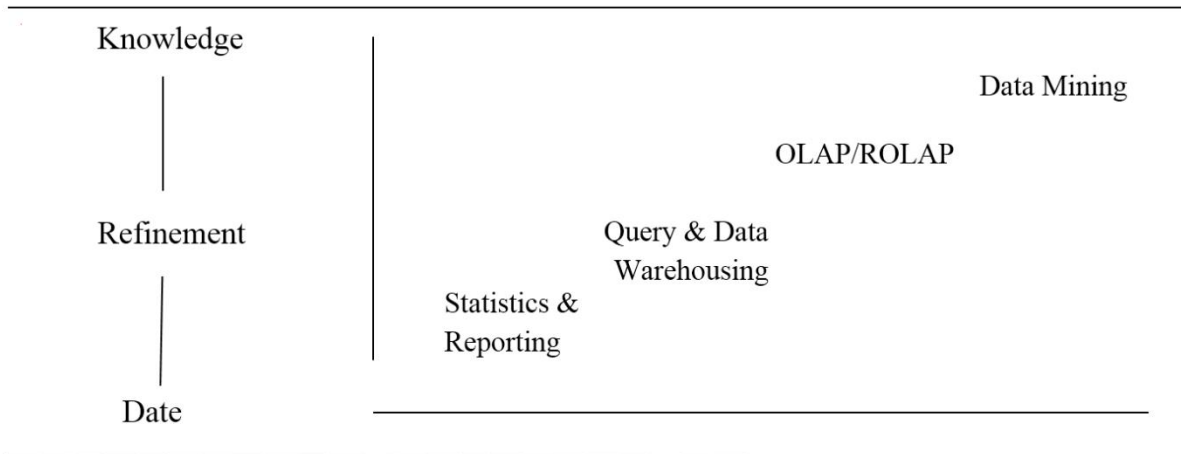 Knowledge
Data Mining
OLAP/ROLAP
Refinement
Query & Data
Warehousing
Statistics &
Reporting
Date